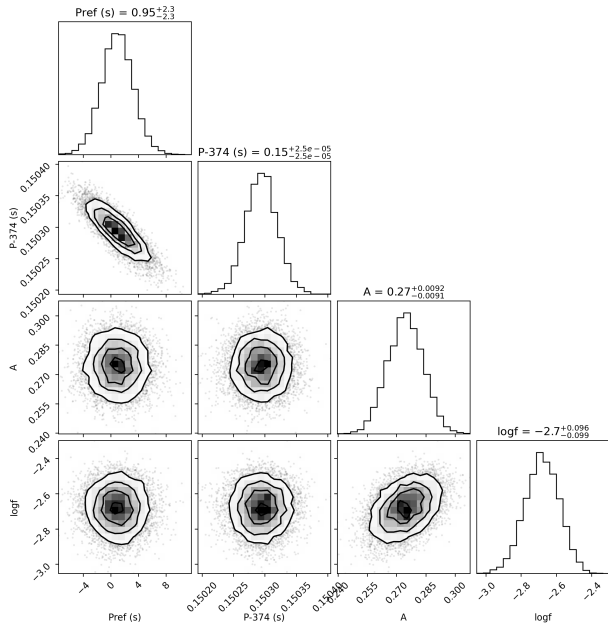 Pref (s) = 0.95+2.3−2.3
P-374 (s) = 0.15+2.5e−05−2.5e−05
0.15040
0.15035
0.15030
0.15025
0.15020
P-374 (s)
A = 0.27+0.0092−0.0091
0.300
0.285
0.270
0.255
0.240
A
logf = −2.7+0.096−0.099
−2.4
−2.6
−2.8
−3.0
logf
−4 0 4 8 0.15020 0.15025 0.15030 0.15035 0.15040 0.240 0.255 0.270 0.285 0.300 −3.0 −2.8 −2.6 −2.4
Pref (s) P-374 (s) A logf